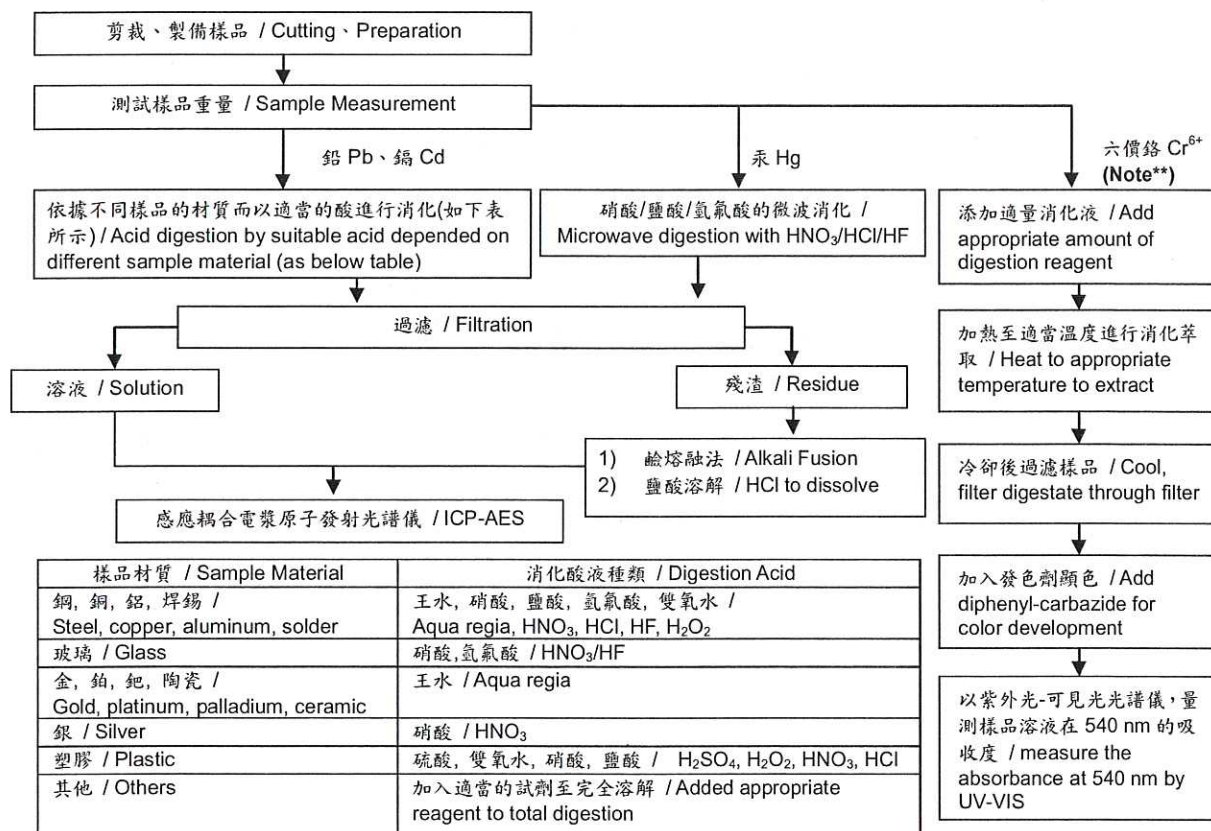 剪裁、製備樣品 / Cutting、Preparation
測試樣品重量 / Sample Measurement
鉛 Pb、鎘 Cd
汞 Hg
六價鉻 Cr⁶⁺
(Note**)
依據不同樣品的材質而以適當的酸進行消化(如下表
所示) / Acid digestion by suitable acid depended on
different sample material (as below table)
硝酸/鹽酸/氫氟酸的微波消化 /
Microwave digestion with HNO₃/HCl/HF
添加適量消化液 / Add
appropriate amount of
digestion reagent
過濾 / Filtration
加熱至適當溫度進行消化萃
取 / Heat to appropriate
temperature to extract
溶液 / Solution
殘渣 / Residue
1) 鹼熔融法 / Alkali Fusion
2) 鹽酸溶解 / HCl to dissolve
冷卻後過濾樣品 / Cool,
filter digestate through filter
感應耦合電漿原子發射光譜儀 / ICP-AES
加入發色劑顯色 / Add
diphenyl-carbazide for
color development
以紫外光-可見光光譜儀,量
測樣品溶液在 540 nm 的吸
收度 / measure the
absorbance at 540 nm by
UV-VIS
樣品材質 / Sample Material
消化酸液種類 / Digestion Acid
鋼, 銅, 鋁, 焊錫 /
Steel, copper, aluminum, solder
王水, 硝酸, 鹽酸, 氫氟酸, 雙氧水 /
Aqua regia, HNO₃, HCl, HF, H₂O₂
玻璃 / Glass
硝酸,氫氟酸 / HNO₃/HF
金, 鉑, 鈀, 陶瓷 /
Gold, platinum, palladium, ceramic
王水 / Aqua regia
銀 / Silver
硝酸 / HNO₃
塑膠 / Plastic
硫酸, 雙氧水, 硝酸, 鹽酸 / H₂SO₄, H₂O₂, HNO₃, HCl
其他 / Others
加入適當的試劑至完全溶解 / Added appropriate
reagent to total digestion